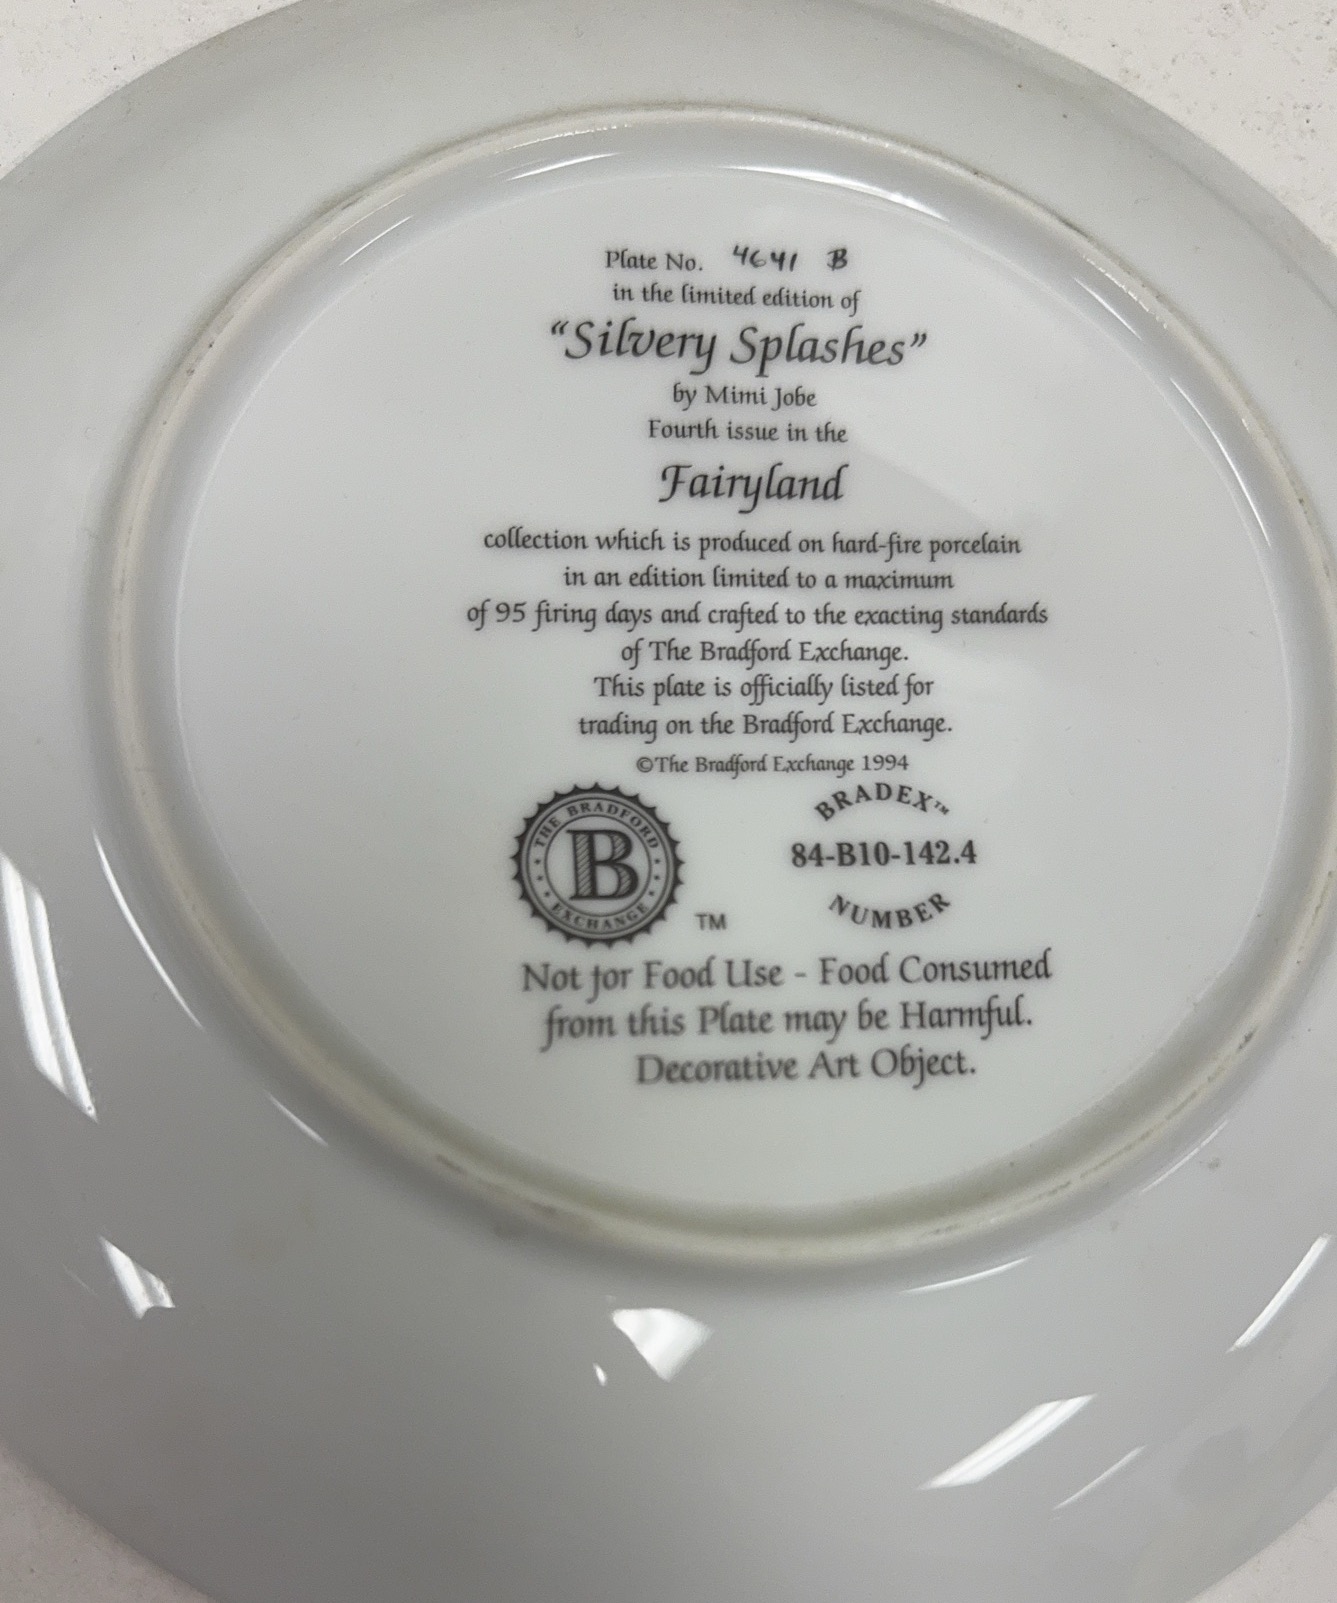 Plate No. 4641 B
in the limited edition of
“Silvery Splashes”
by Mimi Jobe
Fourth issue in the
Fairyland
collection which is produced on hard-fire porcelain
in an edition limited to a maximum
of 95 firing days and crafted to the exacting standards
of The Bradford Exchange.
This plate is officially listed for
trading on the Bradford Exchange.
©The Bradford Exchange 1994
THE BRADFORD
B
EXCHANGE
TM
BRADEX™
84-B10-142.4
NUMBER
Not for Food Use - Food Consumed
from this Plate may be Harmful.
Decorative Art Object.